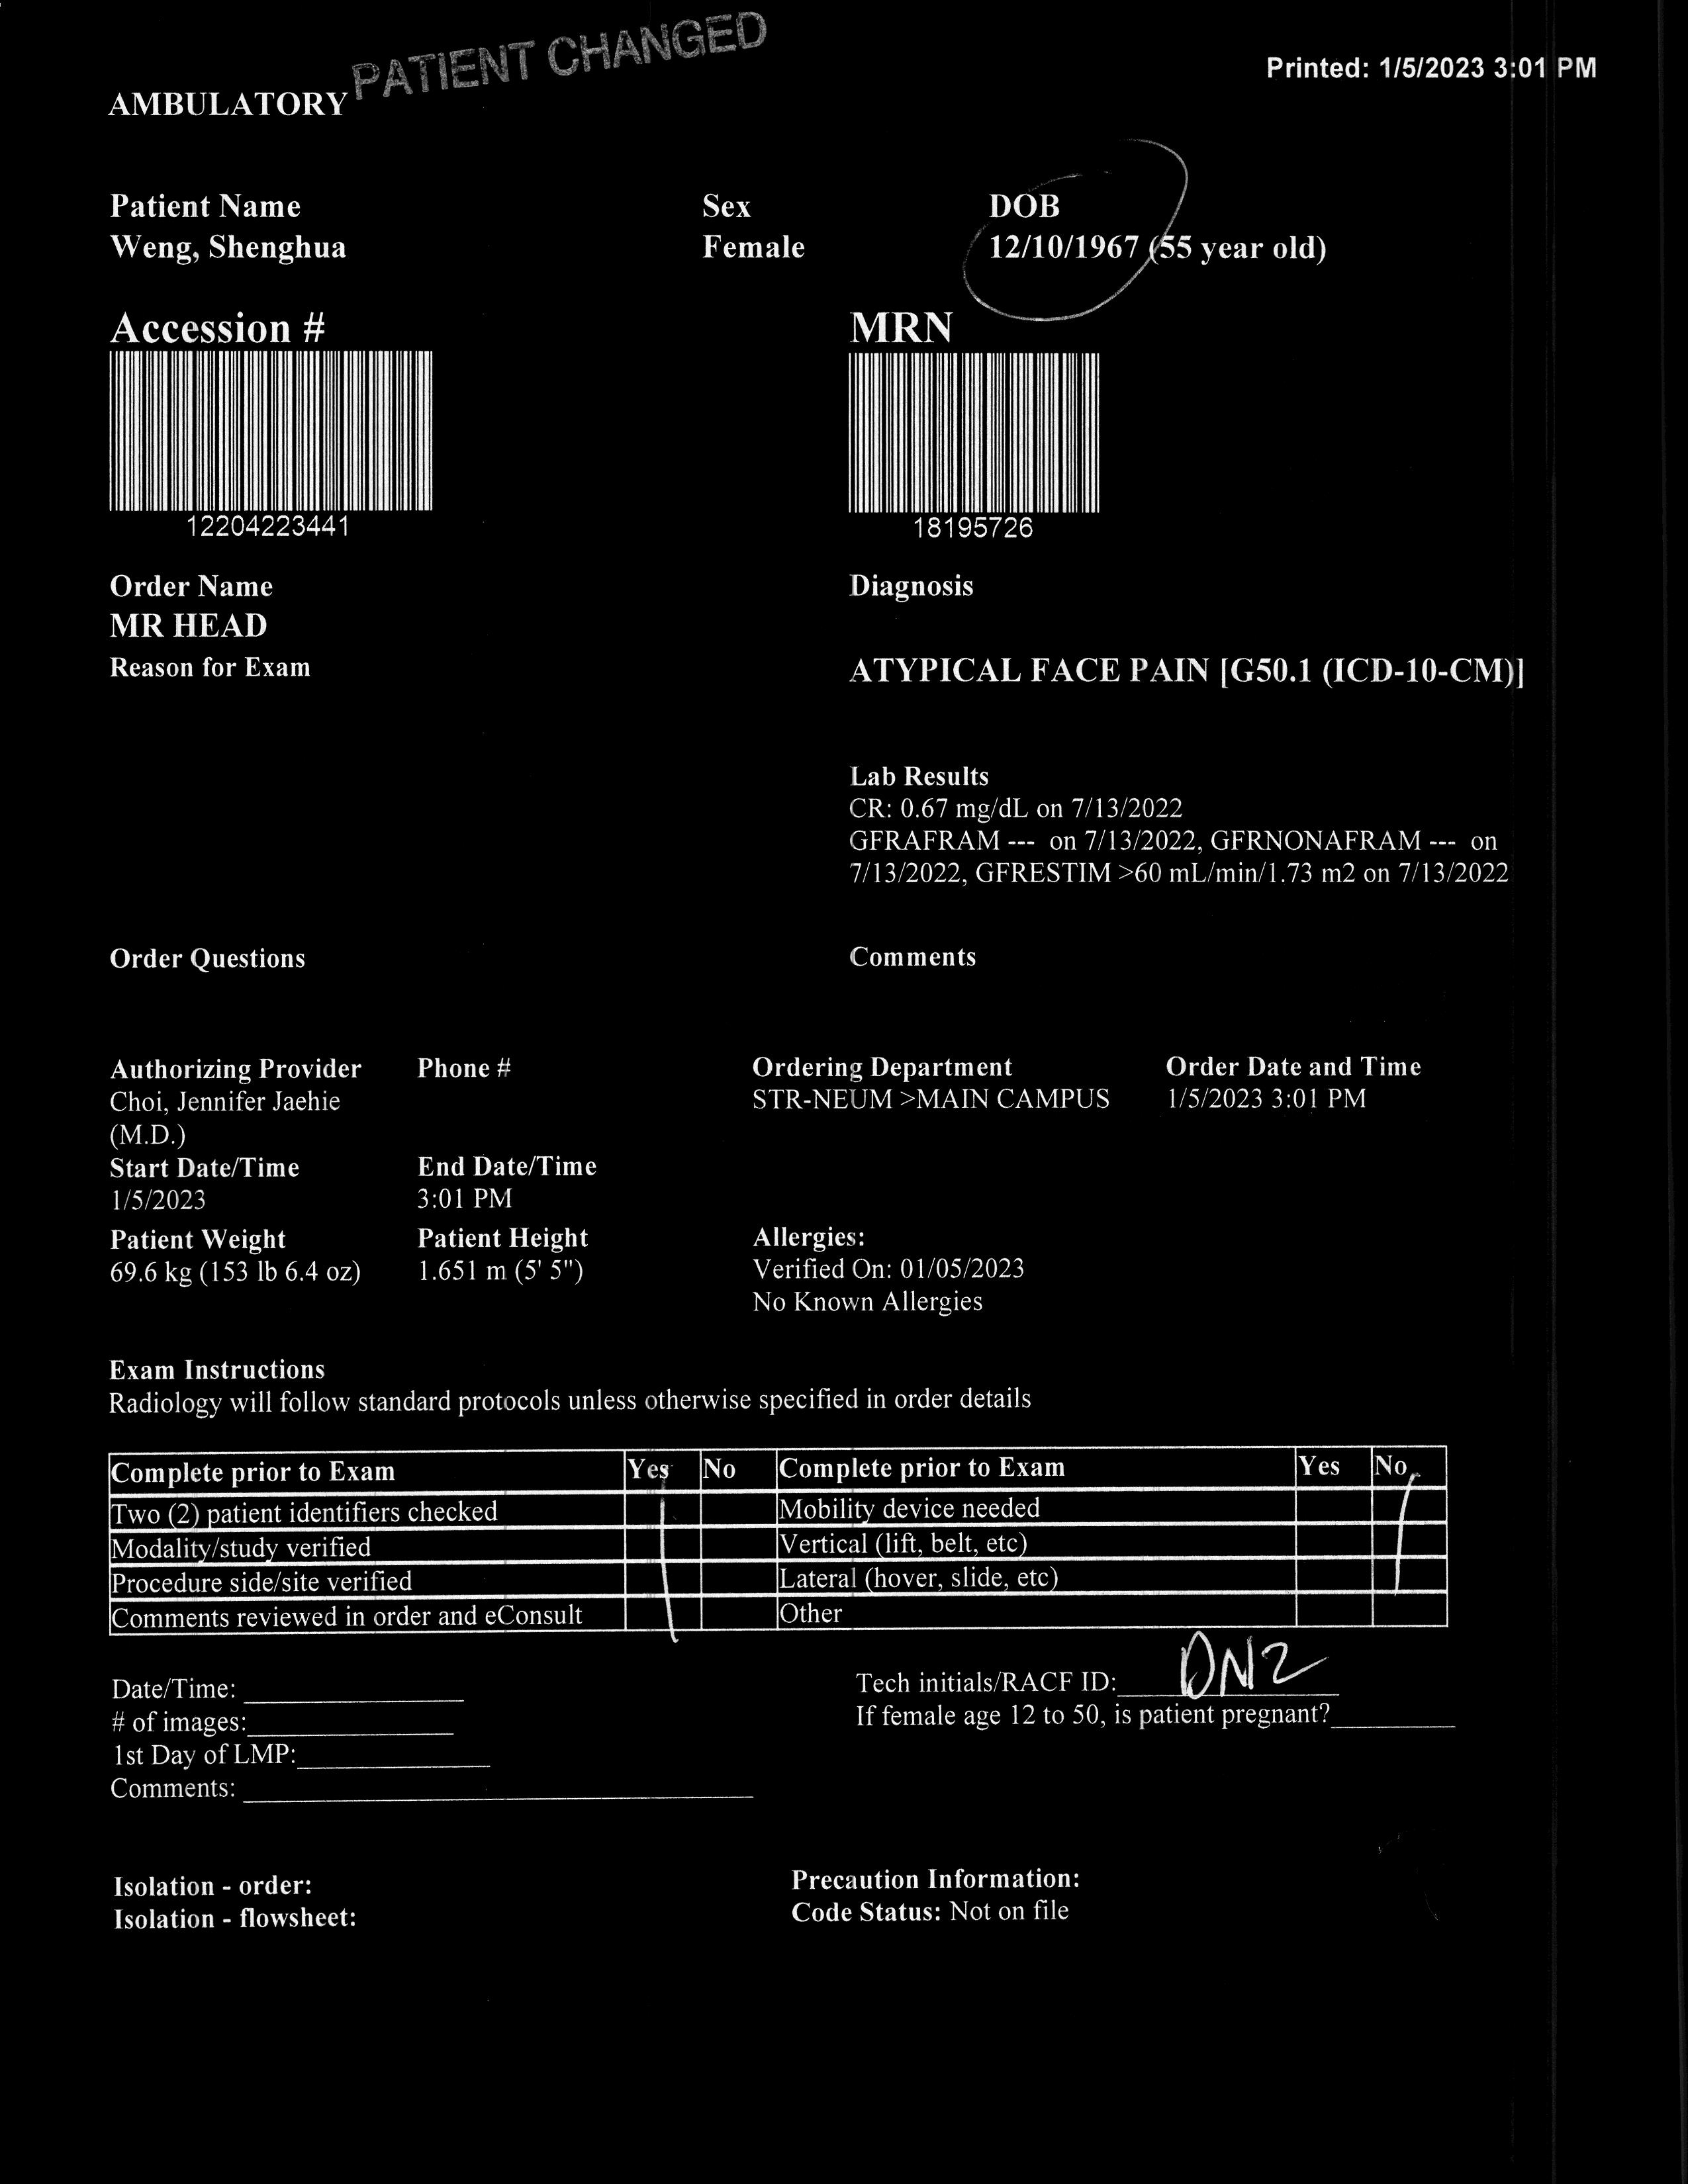 PATIENT CHANGED
Printed: 1/5/2023 3:01 PM
AMBULATORY
Patient Name
Sex
DOB
Weng, Shenghua
Female
12/10/1967 (55 year old)
Accession #
MRN
12204223441
18195726
Order Name
Diagnosis
MR HEAD
Reason for Exam
ATYPICAL FACE PAIN [G50.1 (ICD-10-CM)]
Lab Results
CR: 0.67 mg/dL on 7/13/2022
GFRAFRAM --- on 7/13/2022, GFRNONAFRAM --- on
7/13/2022, GFRESTIM >60 mL/min/1.73 m2 on 7/13/2022
Order Questions
Comments
Authorizing Provider
Phone #
Ordering Department
Order Date and Time
Choi, Jennifer Jaehie
STR-NEUM >MAIN CAMPUS
1/5/2023 3:01 PM
(M.D.)
Start Date/Time
End Date/Time
1/5/2023
3:01 PM
Patient Weight
Patient Height
Allergies:
69.6 kg (153 lb 6.4 oz)
1.651 m (5' 5")
Verified On: 01/05/2023
No Known Allergies
Exam Instructions
Radiology will follow standard protocols unless otherwise specified in order details
Complete prior to Exam Yes No Complete prior to Exam Yes No
Two (2) patient identifiers checked
Mobility device needed
Modality/study verified
Vertical (lift, belt, etc)
Procedure side/site verified
Lateral (hover, slide, etc)
Comments reviewed in order and eConsult
Other
Date/Time:
Tech initials/RACF ID:
# of images:
If female age 12 to 50, is patient pregnant?
1st Day of LMP:
Comments:
Isolation - order:
Precaution Information:
Isolation - flowsheet:
Code Status: Not on file